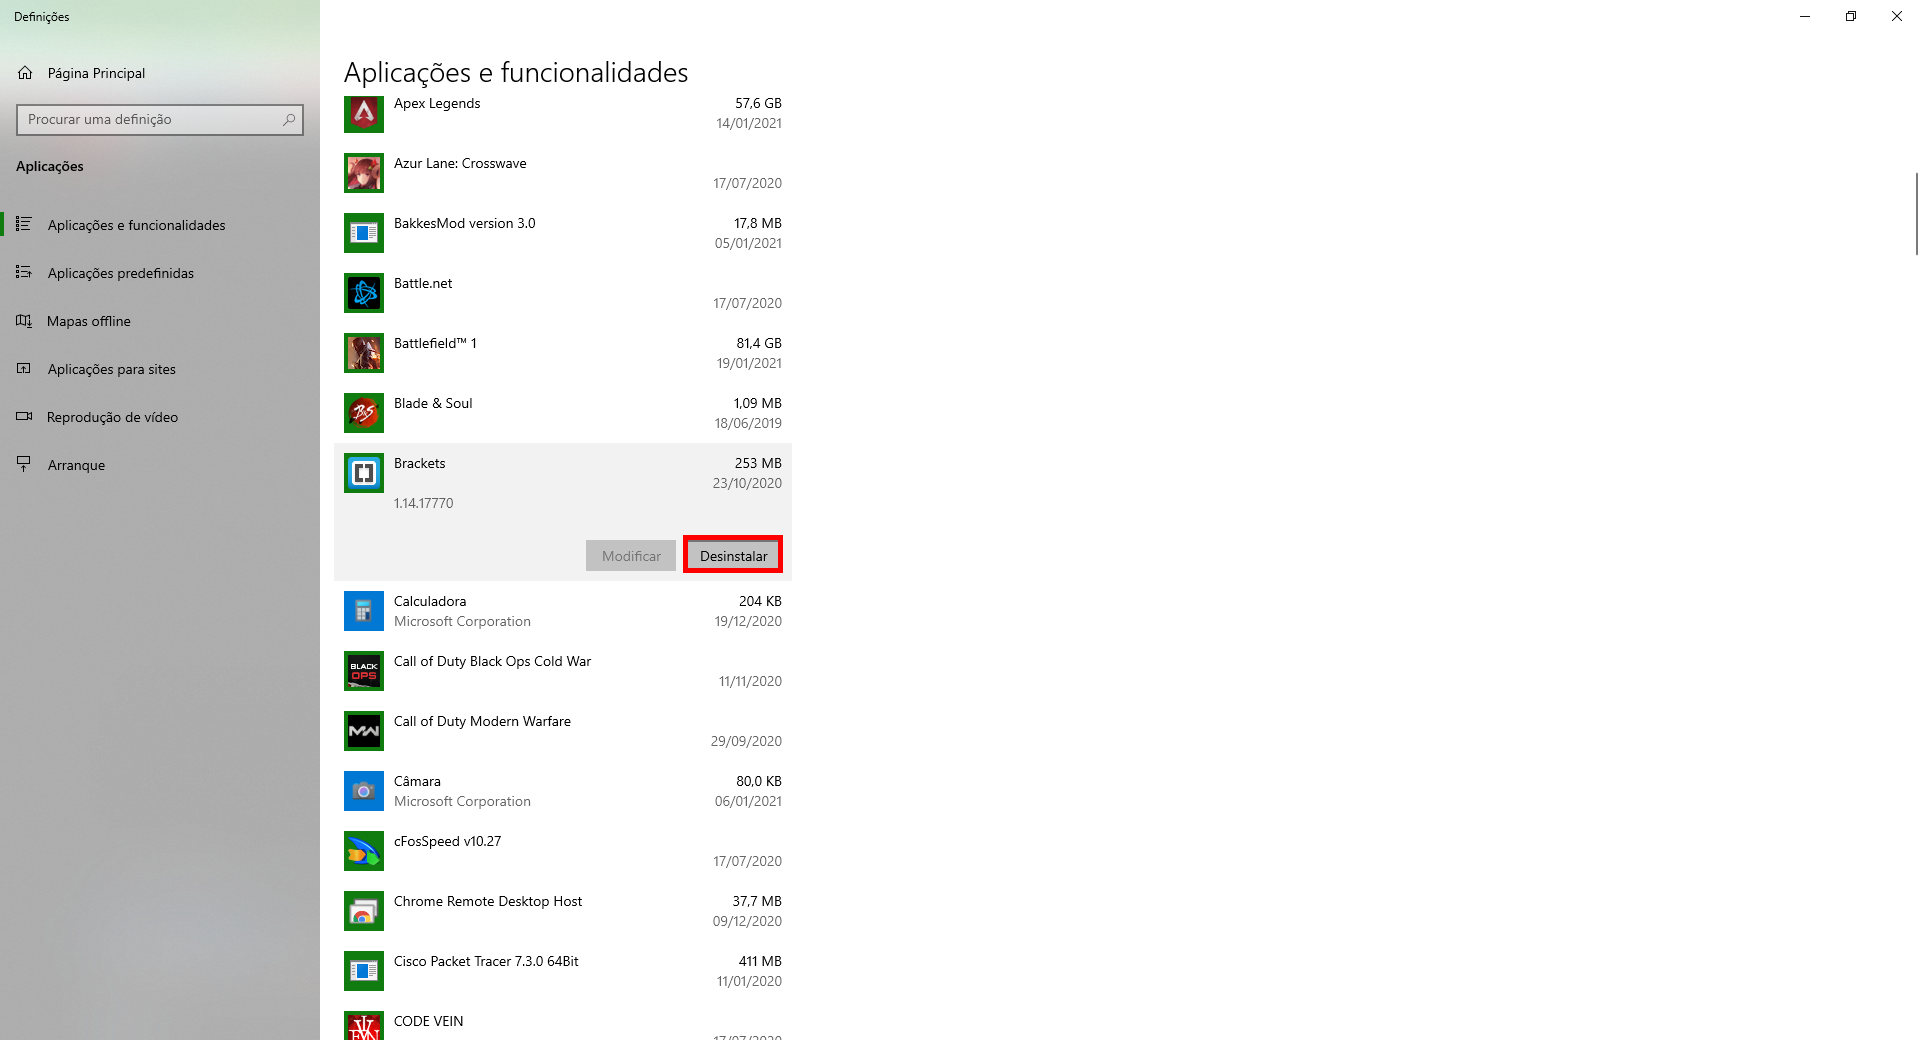 Definições
Página Principal
Procurar uma definição
Aplicações
Aplicações e funcionalidades
Aplicações predefinidas
Mapas offline
Aplicações para sites
Reprodução de vídeo
Arranque
Aplicações e funcionalidades
Apex Legends 57,6 GB
14/01/2021
Azur Lane: Crosswave
17/07/2020
BakkesMod version 3.0 17,8 MB
05/01/2021
Battle.net
17/07/2020
Battlefield™ 1 81,4 GB
19/01/2021
Blade & Soul 1,09 MB
18/06/2019
Brackets 253 MB
23/10/2020
1.14.17770
Modificar Desinstalar
Calculadora 204 KB
Microsoft Corporation 19/12/2020
Call of Duty Black Ops Cold War
BLACK
OPS
11/11/2020
Call of Duty Modern Warfare
MW
29/09/2020
Câmara 80,0 KB
Microsoft Corporation 06/01/2021
cFosSpeed v10.27
17/07/2020
Chrome Remote Desktop Host 37,7 MB
09/12/2020
Cisco Packet Tracer 7.3.0 64Bit 411 MB
11/01/2020
CODE VEIN
17/07/2020